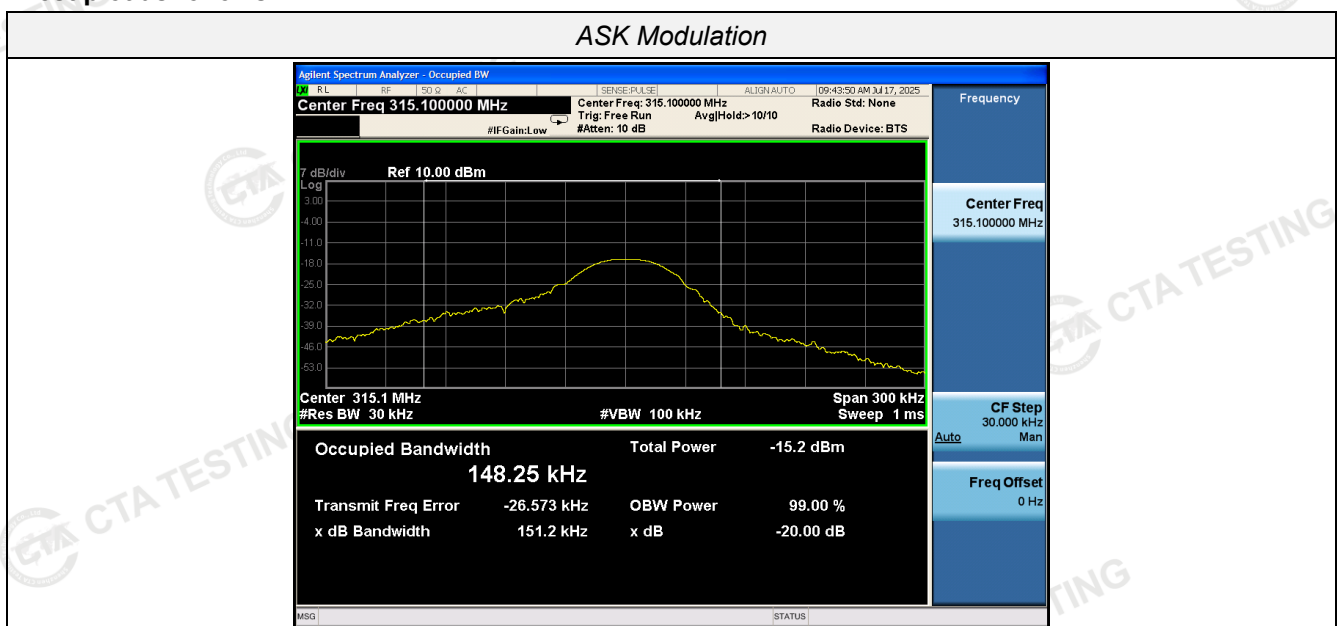 ASK Modulation
Agilent Spectrum Analyzer - Occupied BW
LXI RL RF 50 Ω AC SENSE:PULSE ALIGN AUTO 09:43:50 AM Jul 17, 2025
Center Freq 315.100000 MHz
Center Freq: 315.100000 MHz Radio Std: None
Trig: Free Run Avg|Hold:>10/10
#IFGain:Low #Atten: 10 dB Radio Device: BTS
7 dB/div Ref 10.00 dBm
Log
3.00
-4.00
-11.0
-18.0
-25.0
-32.0
-39.0
-46.0
-53.0
Center 315.1 MHz Span 300 kHz
#Res BW 30 kHz #VBW 100 kHz Sweep 1 ms
Occupied Bandwidth Total Power -15.2 dBm
148.25 kHz
Transmit Freq Error -26.573 kHz OBW Power 99.00 %
x dB Bandwidth 151.2 kHz x dB -20.00 dB
MSG STATUS
Frequency
Center Freq
315.100000 MHz
CF Step
30.000 kHz
Auto Man
Freq Offset
0 Hz
CTA TESTING
CTA TESTING
CTA
TING